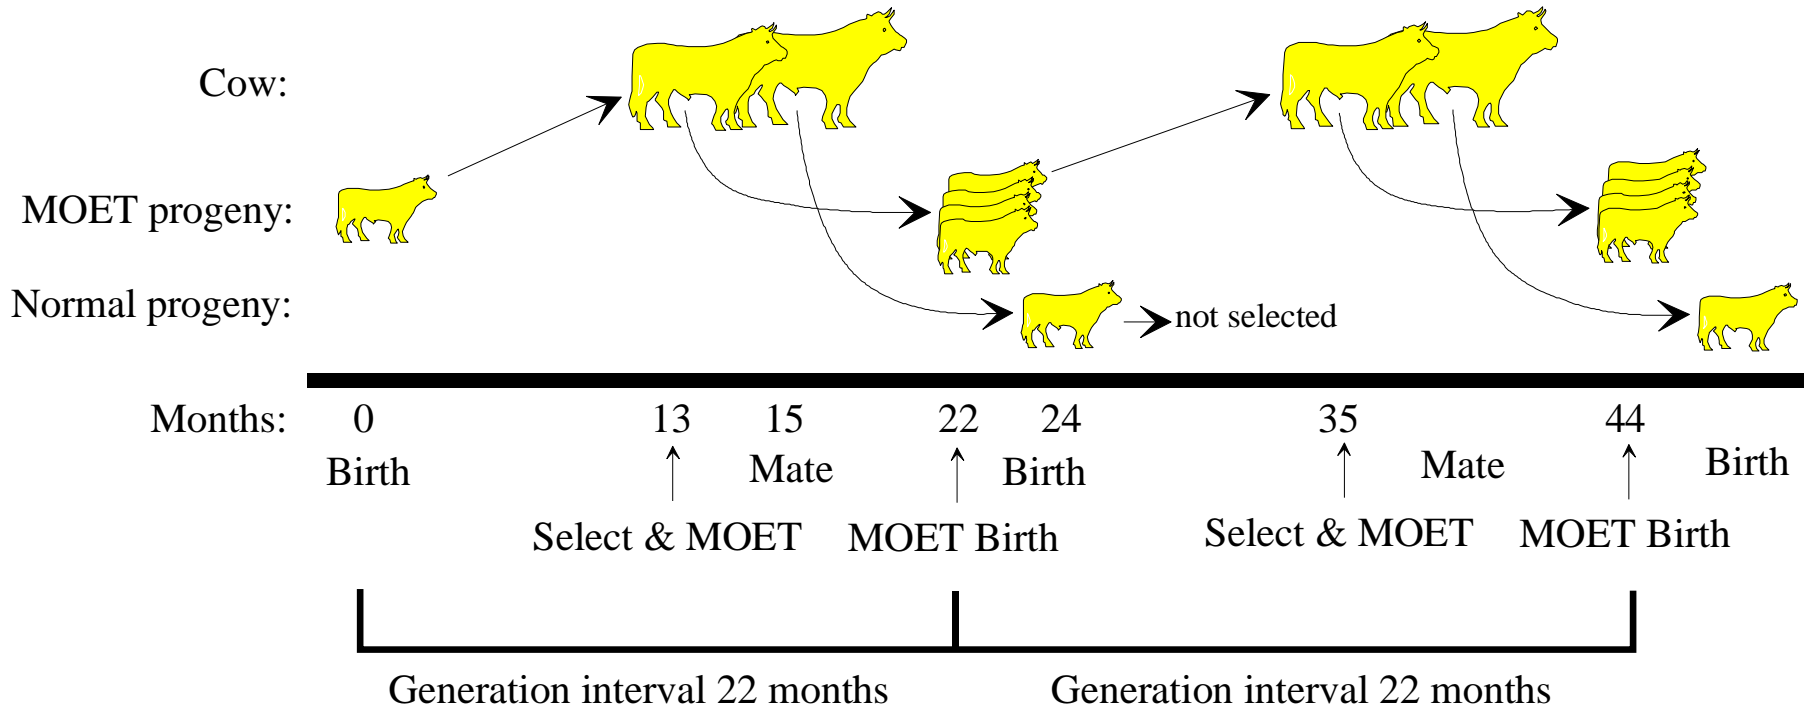 Cow:
MOET progeny:
Normal progeny:
not selected
Months: 0 13 15 22 24 35 44
Birth Mate Birth Mate Birth
Select & MOET MOET Birth Select & MOET MOET Birth
Generation interval 22 months Generation interval 22 months